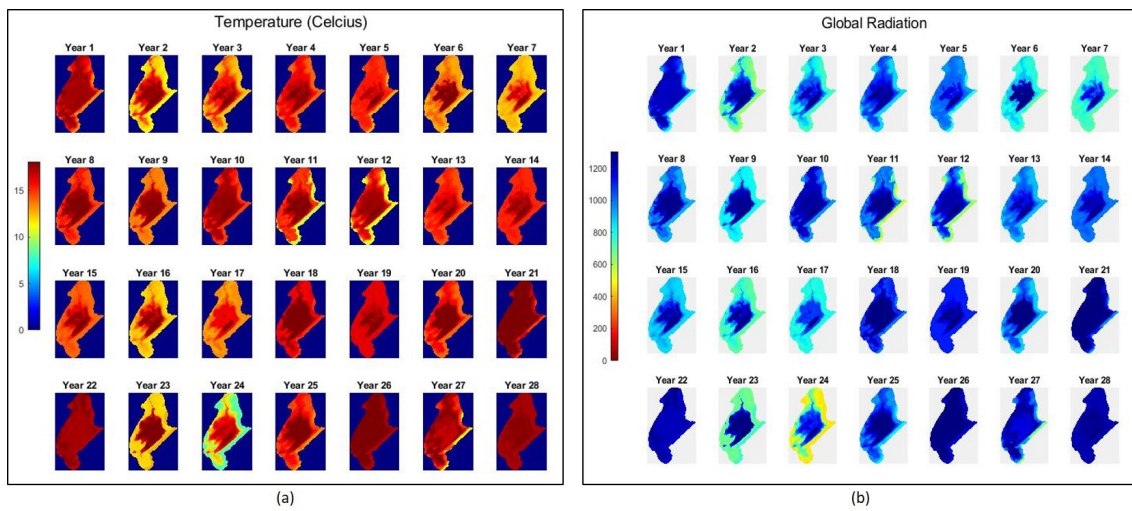 Temperature (Celcius)
Year 1 Year 2 Year 3 Year 4 Year 5 Year 6 Year 7
Year 8 Year 9 Year 10 Year 11 Year 12 Year 13 Year 14
15
10
5
0
Year 15 Year 16 Year 17 Year 18 Year 19 Year 20 Year 21
Year 22 Year 23 Year 24 Year 25 Year 26 Year 27 Year 28
(a)
Global Radiation
Year 1 Year 2 Year 3 Year 4 Year 5 Year 6 Year 7
Year 8 Year 9 Year 10 Year 11 Year 12 Year 13 Year 14
1200
1000
800
600
400
200
0
Year 15 Year 16 Year 17 Year 18 Year 19 Year 20 Year 21
Year 22 Year 23 Year 24 Year 25 Year 26 Year 27 Year 28
(b)